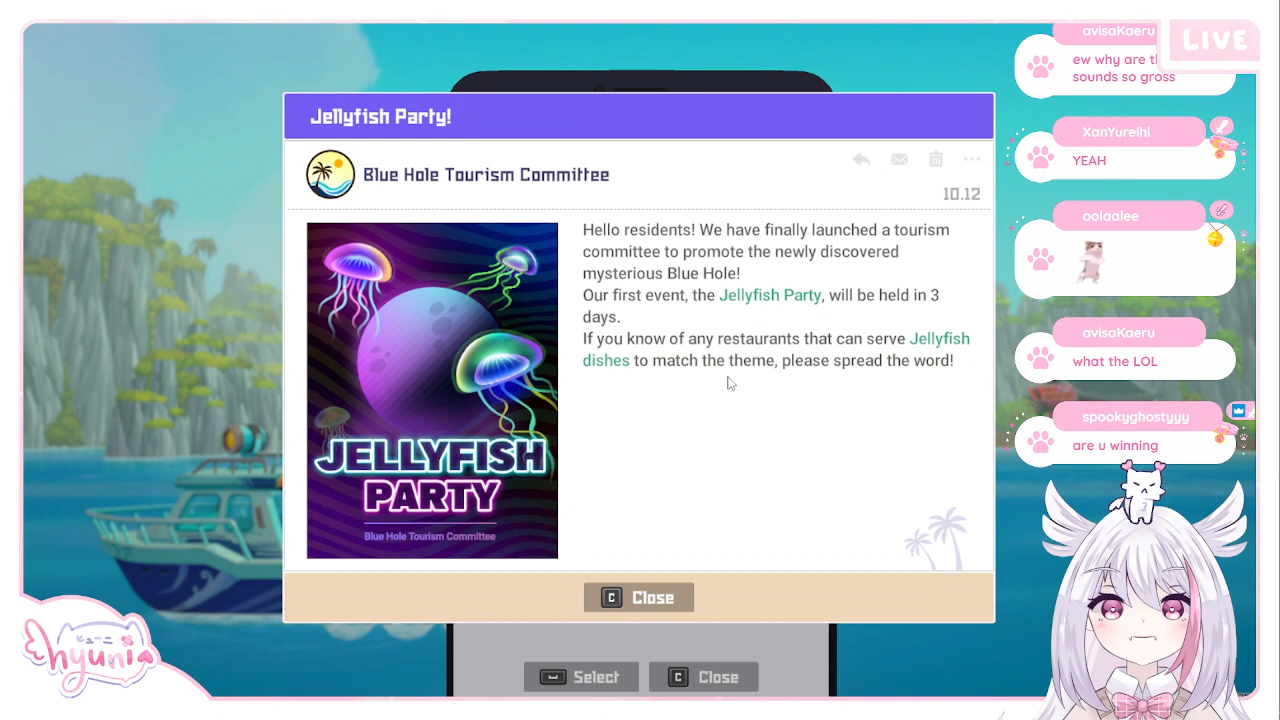 Jellyfish Party!
Blue Hole Tourism Committee
10.12
Hello residents! We have finally launched a tourism
committee to promote the newly discovered
mysterious Blue Hole!
Our first event, the Jellyfish Party, will be held in 3
days.
If you know of any restaurants that can serve Jellyfish
dishes to match the theme, please spread the word!
JELLYFISH
PARTY
Blue Hole Tourism Committee
C Close
Select
C Close
LIVE
avisaKaeru
ew why are
sounds so gross
XanYureihi
YEAH
oolaalee
avisaKaeru
what the LOL
spookyghostyyy
are u winning
ヒューニ
hyunia